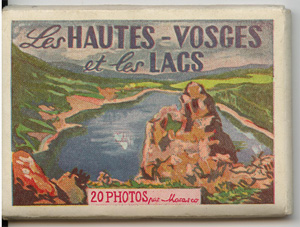 Les HAUTES-VOSGES
et les LACS
20 PHOTOS par